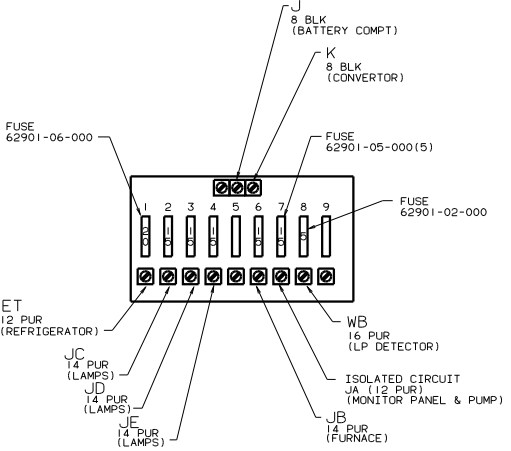 J
8 BLK
(BATTERY COMPT)
K
8 BLK
(CONVERTOR)
FUSE
62901-06-000
FUSE
62901-05-000(5)
FUSE
62901-02-000
1 2 3 4 5 6 7 8 9
20 15 15 15 15 15 5
ET
12 PUR
(REFRIGERATOR)
WB
16 PUR
(LP DETECTOR)
JC
14 PUR
(LAMPS)
JD
14 PUR
(LAMPS)
JE
14 PUR
(LAMPS)
ISOLATED CIRCUIT
JA (12 PUR)
(MONITOR PANEL & PUMP)
JB
14 PUR
(FURNACE)